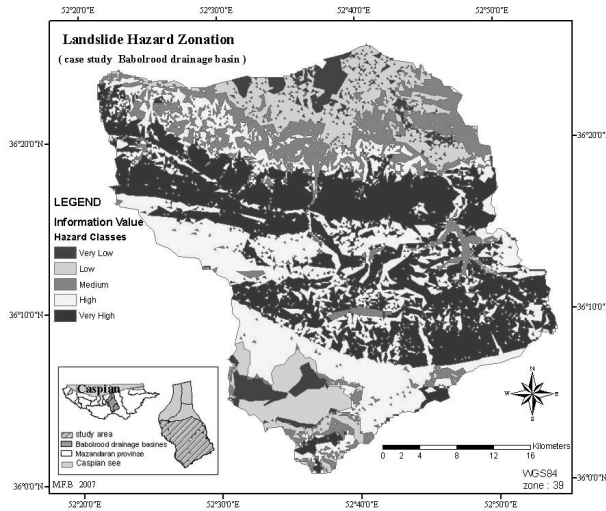 52°20'0"E 52°30'0"E 52°40'0"E 52°50'0"E
Landslide Hazard Zonation
( case study Babolrood drainage basin )
36°20'0"N 36°20'0"N
LEGEND
Information Value
Hazard Classes
Very Low
Low
Medium
High
Very High
36°10'0"N 36°10'0"N
Caspian
study area
Babolrood drainage basines
Mazandaran provinse
Caspian see
N
W E
S
Kilometers
0 2 4 8 12 16
WGS84
zone : 39
36°0'0"N M.F.B 2007 36°0'0"N
52°20'0"E 52°30'0"E 52°40'0"E 52°50'0"E